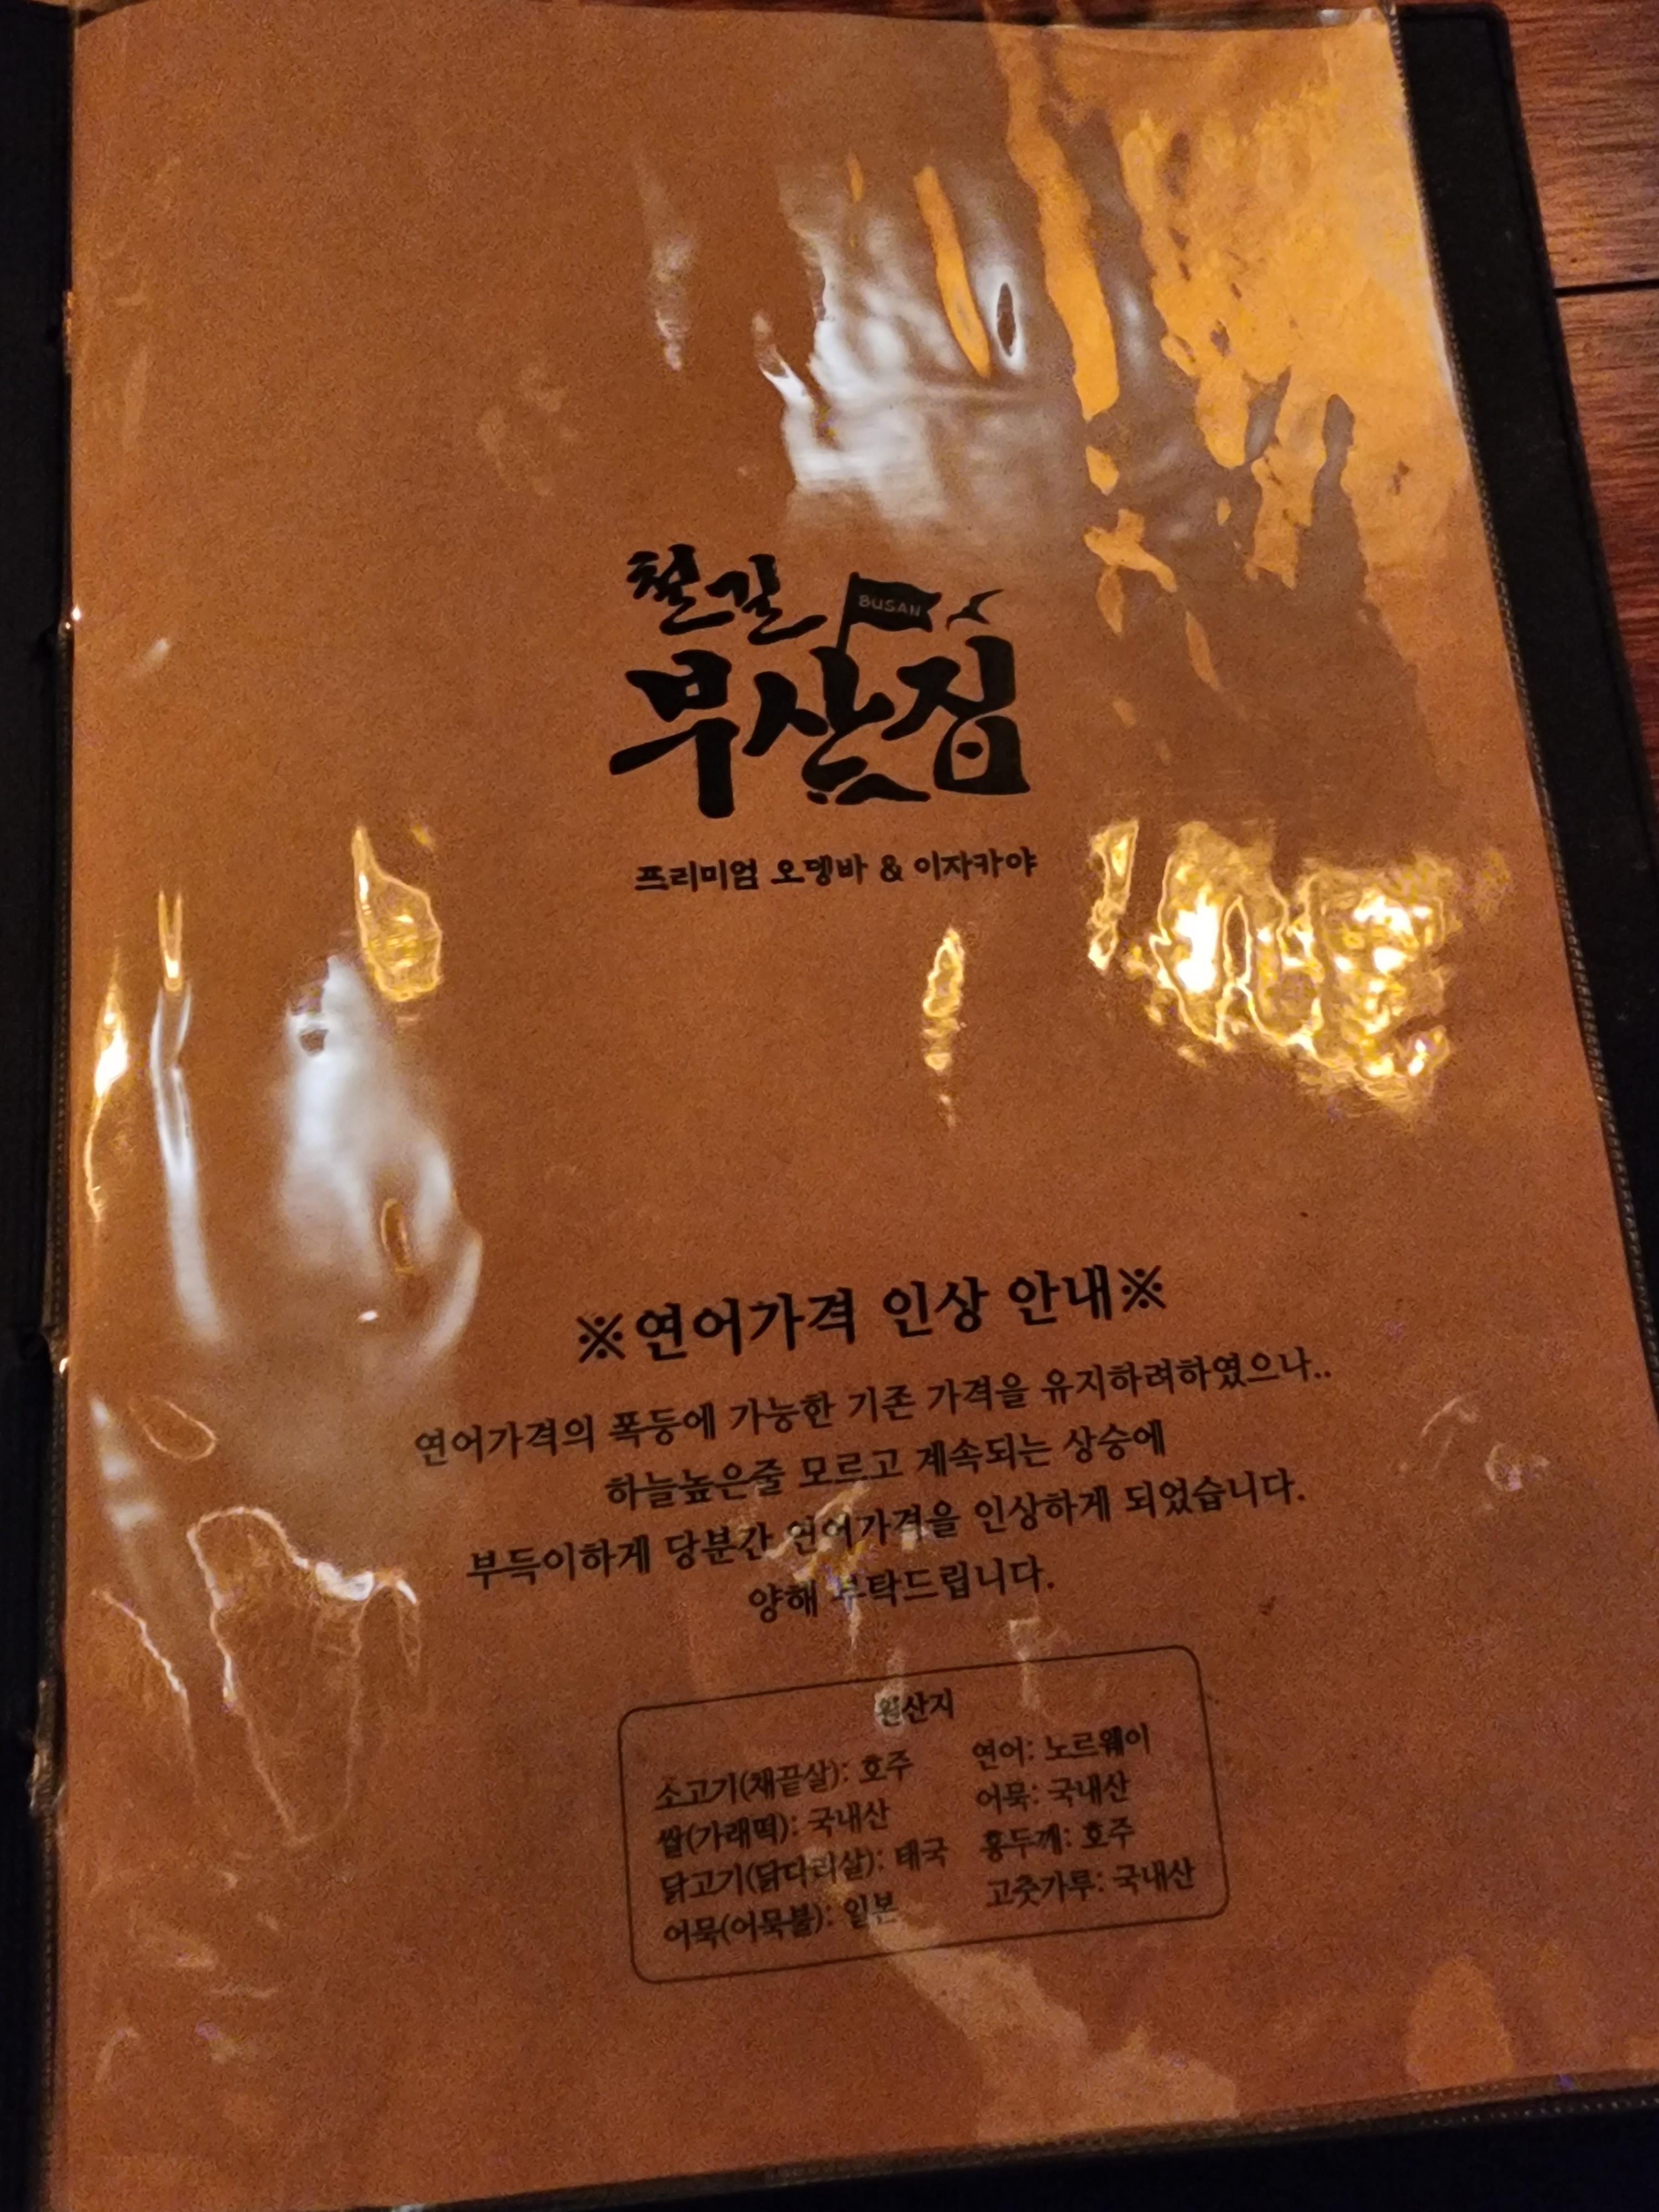 철길
BUSAN
부산집
프리미엄 오뎅바 & 이자카야
※연어가격 인상 안내※
연어가격의 폭등에 가능한 기존 가격을 유지하려하였으나..
하늘높은줄 모르고 계속되는 상승에
부득이하게 당분간 연어가격을 인상하게 되었습니다.
양해 부탁드립니다.
원산지
소고기(채끝살): 호주
쌀(가래떡): 국내산
닭고기(닭다리살): 태국
어묵(어묵볼): 일본
연어: 노르웨이
어묵: 국내산
홍두깨: 호주
고춧가루: 국내산